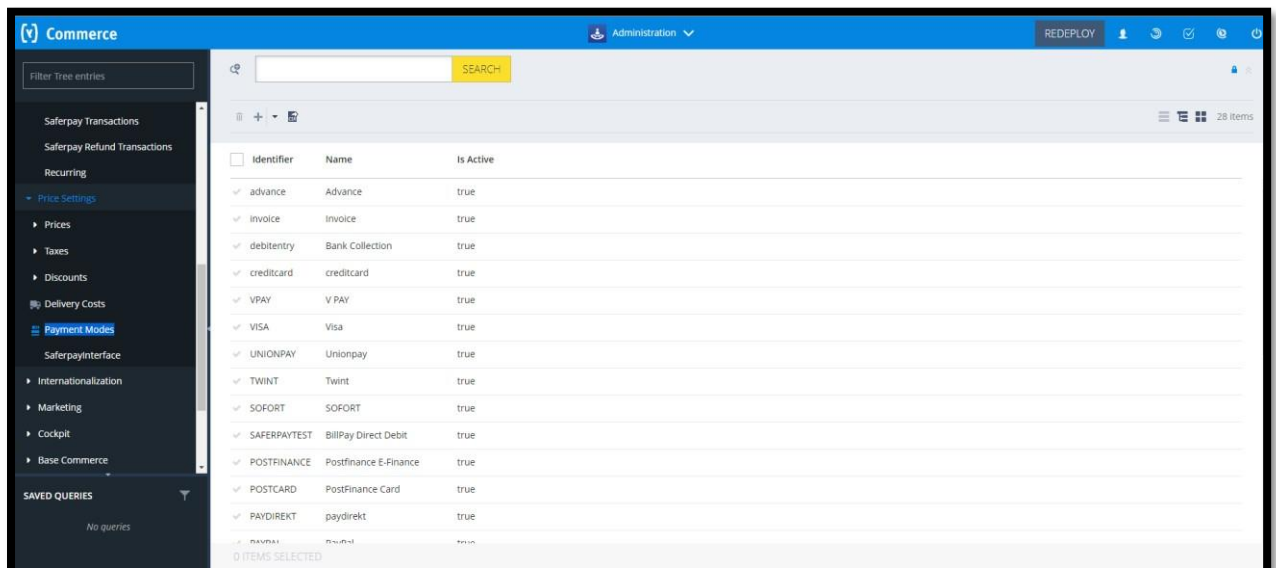 (Y) Commerce
Administration
REDEPLOY
Filter Tree entries
SEARCH
Saferpay Transactions
Saferpay Refund Transactions
Recurring
Price Settings
Prices
Taxes
Discounts
Delivery Costs
Payment Modes
SaferpayInterface
Internationalization
Marketing
Cockpit
Base Commerce
SAVED QUERIES
No queries
28 items
Identifier Name Is Active
advance Advance true
invoice Invoice true
debitentry Bank Collection true
creditcard creditcard true
VPAY V PAY true
VISA Visa true
UNIONPAY Unionpay true
TWINT Twint true
SOFORT SOFORT true
SAFERPAYTEST BillPay Direct Debit true
POSTFINANCE Postfinance E-Finance true
POSTCARD PostFinance Card true
PAYDIREKT paydirekt true
PAYPAL PayPal true
0 ITEMS SELECTED